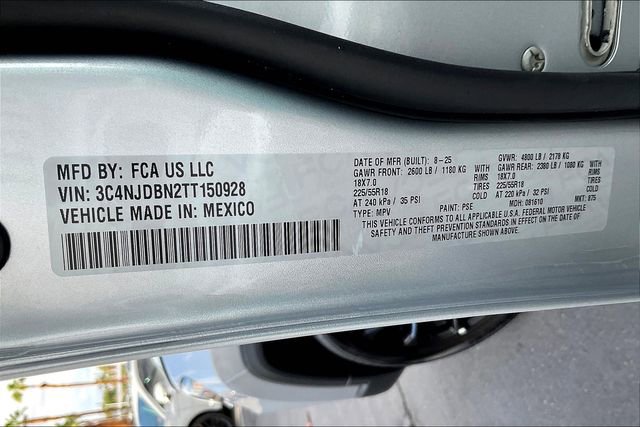 MFD BY: FCA US LLC
VIN: 3C4NJDBN2TT150928
VEHICLE MADE IN: MEXICO
DATE OF MFR (BUILT): 8-25 GVWR: 4800 LB / 2178 KG
GAWR FRONT: 2600 LB / 1180 KG WITH GAWR REAR: 2380 LB / 1080 KG WITH
18X7.0 RIMS 18X7.0 RIMS
225/55R18 TIRES 225/55R18 TIRES
AT 240 kPa / 35 PSI COLD AT 220 kPa / 32 PSI COLD
TYPE: MPV PAINT: PSE MDH: 081610 MKT: 875
THIS VEHICLE CONFORMS TO ALL APPLICABLE U.S.A. FEDERAL MOTOR VEHICLE
SAFETY AND THEFT PREVENTION STANDARDS IN EFFECT ON THE DATE OF
MANUFACTURE SHOWN ABOVE.